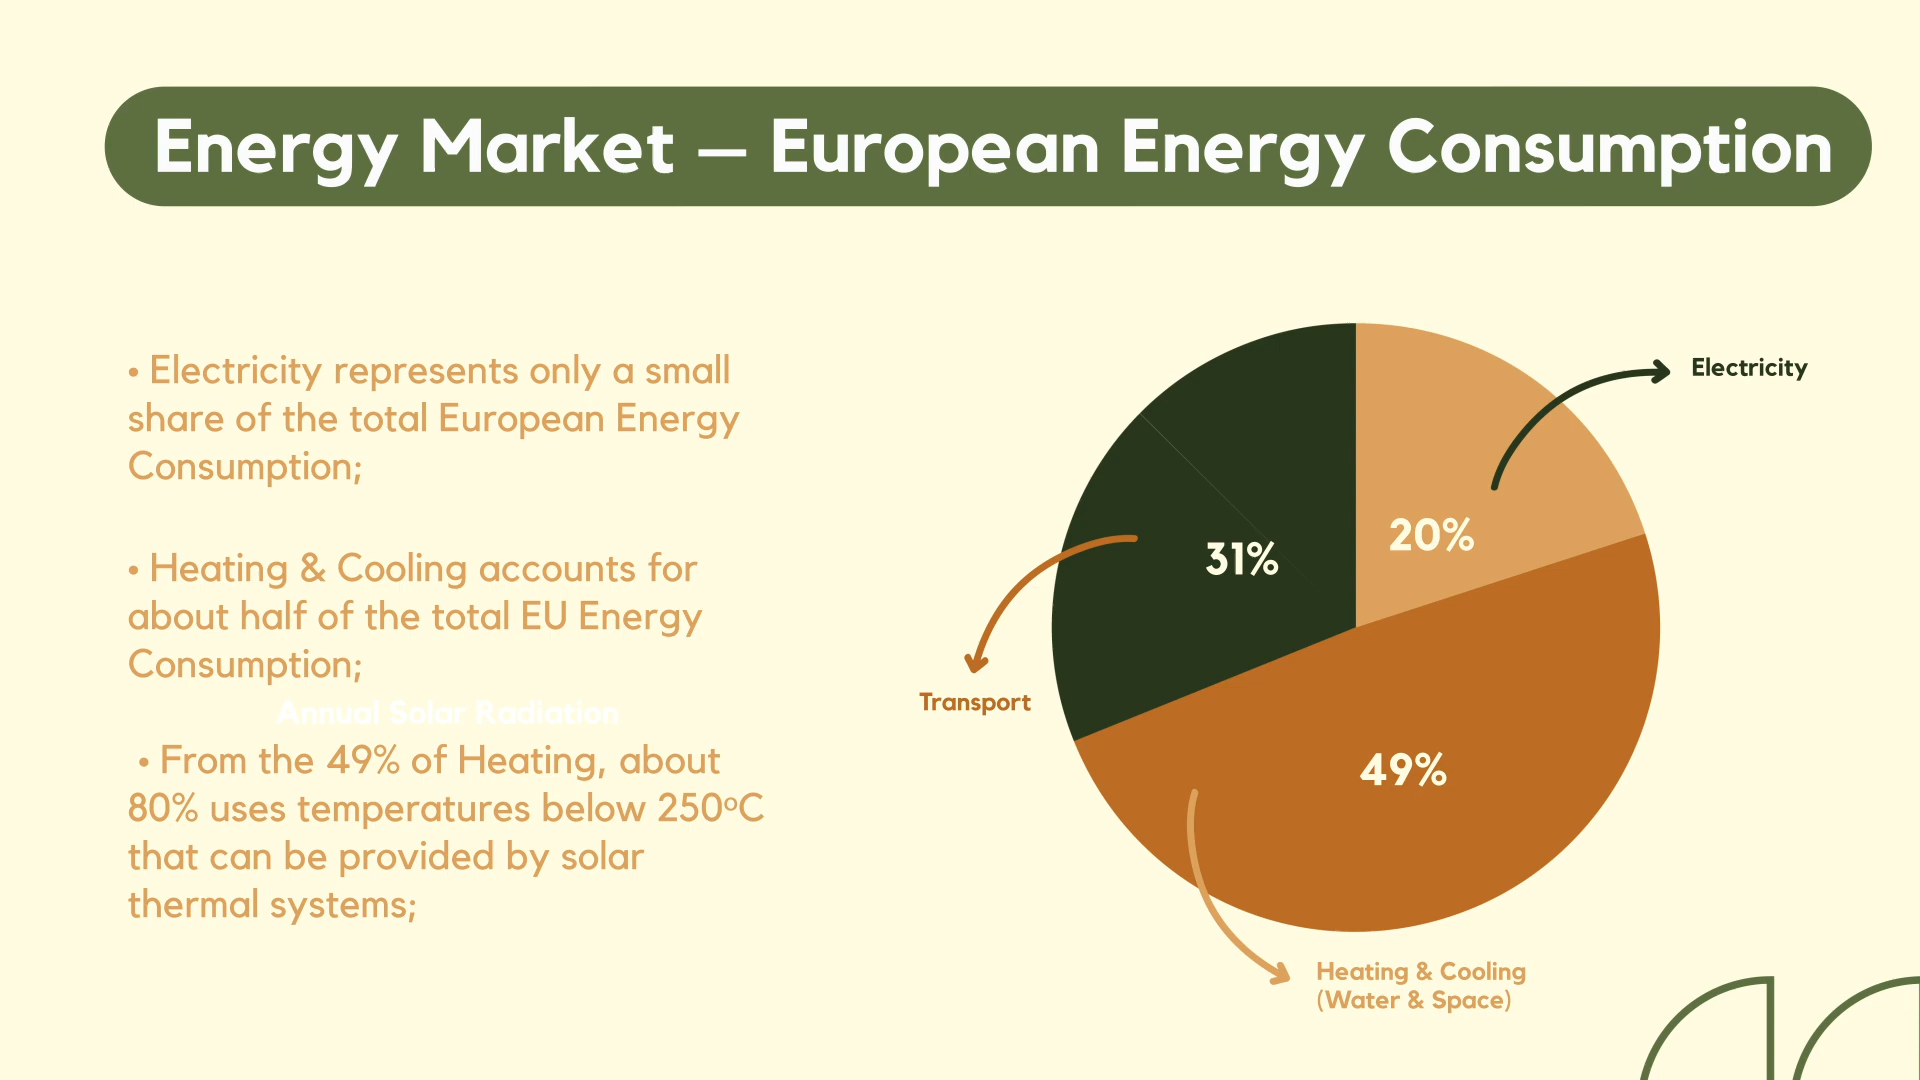 Energy Market — European Energy Consumption
• Electricity represents only a small
share of the total European Energy
Consumption;
• Heating & Cooling accounts for
about half of the total EU Energy
Consumption;
Annual Solar Radiation
• From the 49% of Heating, about
80% uses temperatures below 250ºC
that can be provided by solar
thermal systems;
Electricity
20%
31%
Transport
49%
Heating & Cooling
(Water & Space)